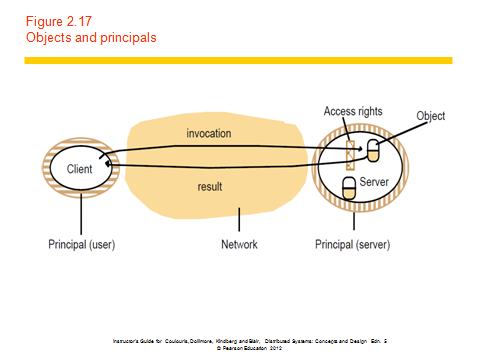 Figure 2.17
Objects and principals
Access rights
Object
invocation
Client
result
Server
Principal (user)
Network
Principal (server)
Instructor's Guide for Coulouris, Dollimore, Kindberg and Blair, Distributed Systems: Concepts and Design Edn. 5
© Pearson Education 2012